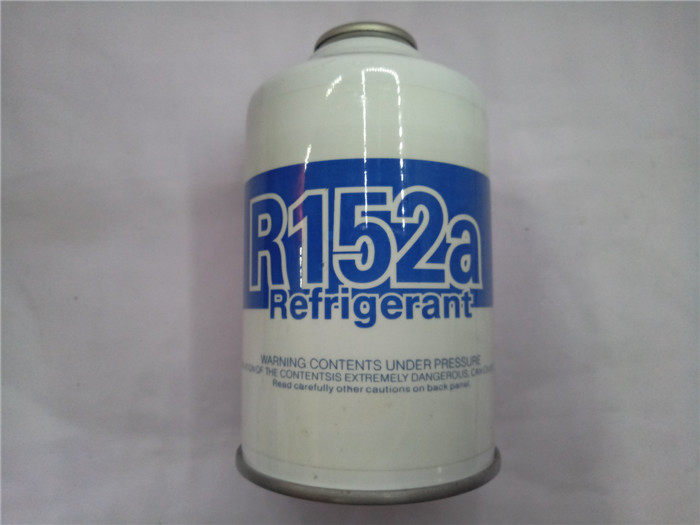 R152a
Refrigerant
WARNING CONTENTS UNDER PRESSURE
OF THE CONTENTSIS EXTREMELY DANGEROUS,
Read carefully other cautions on back panel.